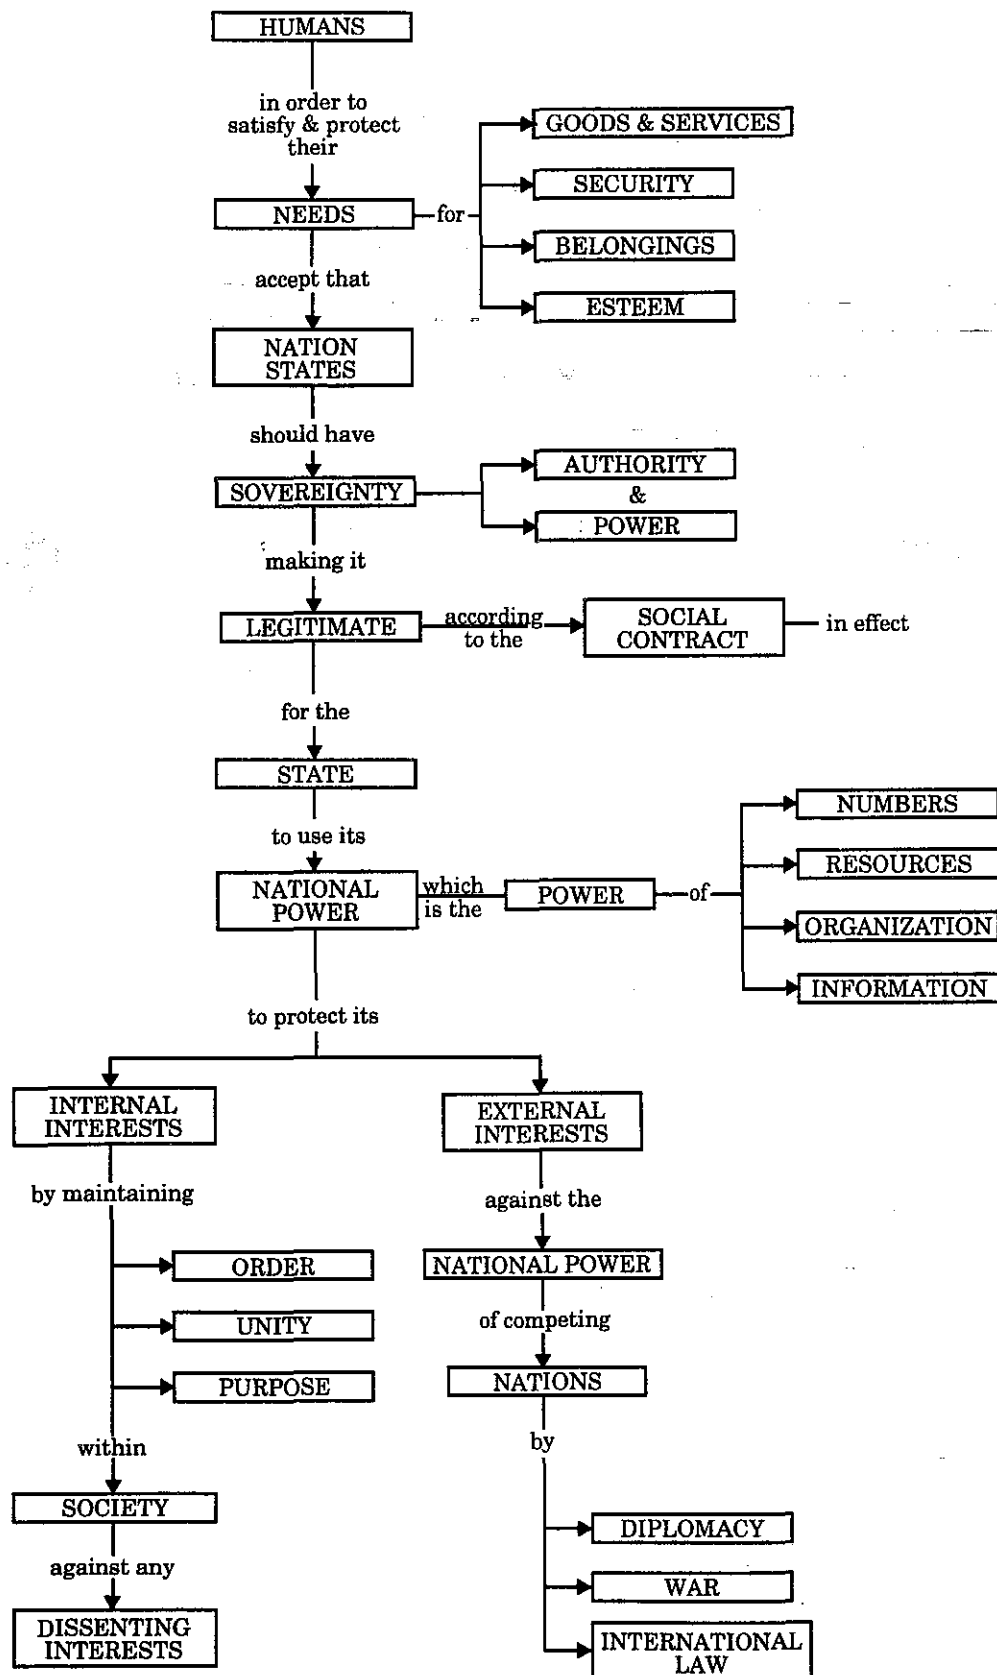 HUMANS
in order to
satisfy & protect
their
NEEDS
for
GOODS & SERVICES
SECURITY
BELONGINGS
ESTEEM
accept that
NATION
STATES
should have
SOVEREIGNTY
AUTHORITY
&
POWER
making it
LEGITIMATE
according
to the
SOCIAL
CONTRACT
in effect
for the
STATE
to use its
NATIONAL
POWER
which
is the
POWER
of
NUMBERS
RESOURCES
ORGANIZATION
INFORMATION
to protect its
INTERNAL
INTERESTS
by maintaining
ORDER
UNITY
PURPOSE
within
SOCIETY
against any
DISSENTING
INTERESTS
EXTERNAL
INTERESTS
against the
NATIONAL POWER
of competing
NATIONS
by
DIPLOMACY
WAR
INTERNATIONAL
LAW